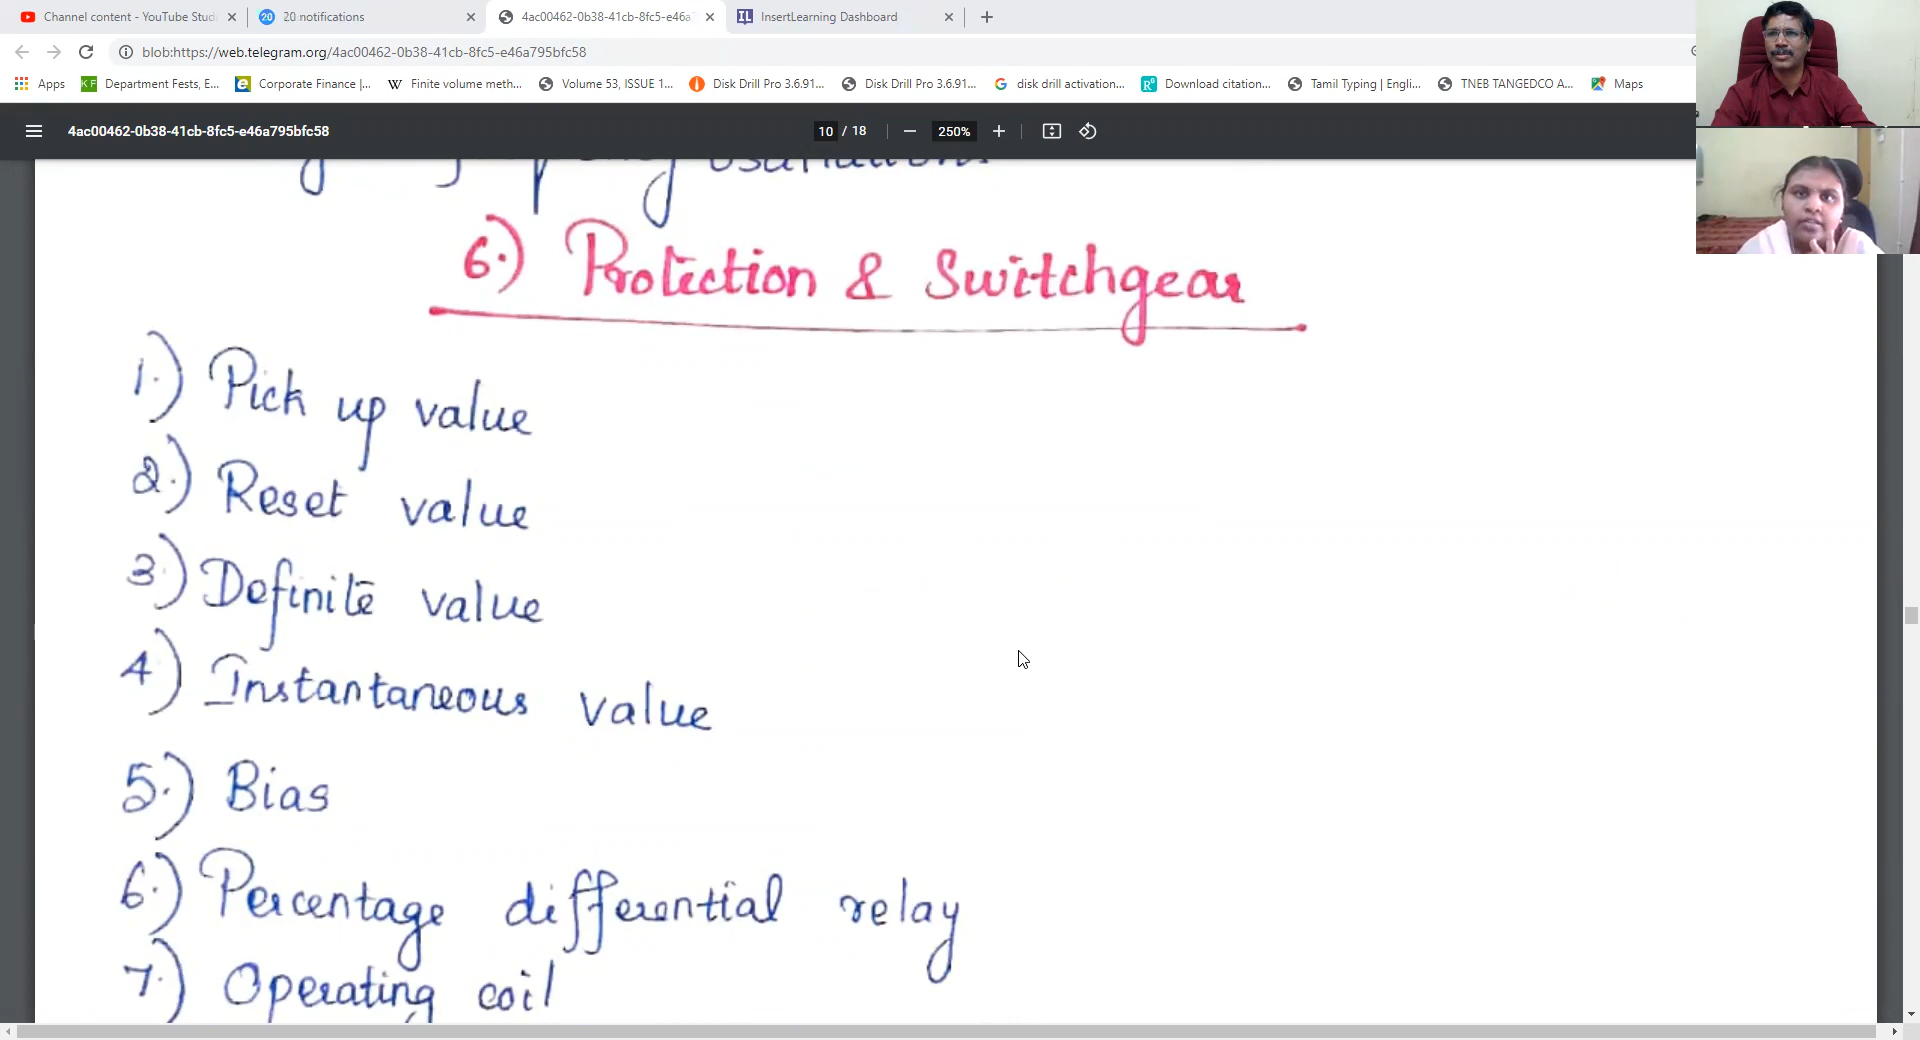 Channel content - YouTube Stud
20 20 notifications
4ac00462-0b38-41cb-8fc5-e46a7
IL InsertLearning Dashboard
blob:https://web.telegram.org/4ac00462-0b38-41cb-8fc5-e46a795bfc58
Apps KF Department Fests, E... Corporate Finance |... W Finite volume meth... Volume 53, ISSUE 1... Disk Drill Pro 3.6.91... Disk Drill Pro 3.6.91... disk drill activation... Download citation... Tamil Typing | Engli... TNEB TANGEDCO A... Maps
4ac00462-0b38-41cb-8fc5-e46a795bfc58 10 / 18 250%
6.) Protection & Switchgear
1.) Pick up value
2.) Reset value
3.) Definite value
4) Instantaneous value
5.) Bias
6.) Percentage differential relay
7.) Operating coil